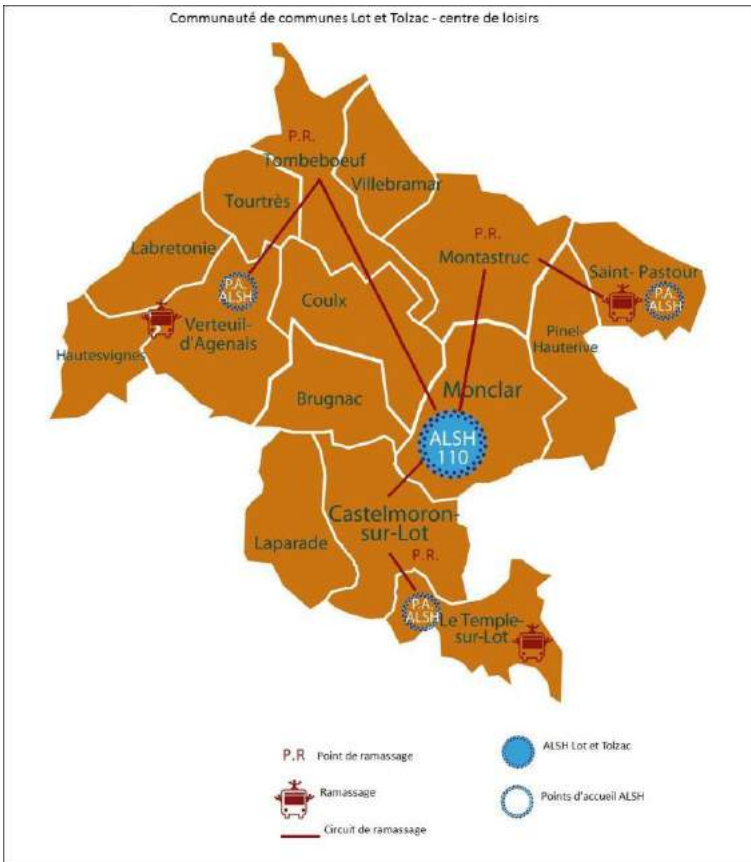 Communauté de communes Lot et Tolzac - centre de loisirs
P.R.
Tombeboeuf
Villebramar
Tourtrès
P.R.
Montastruc
Labretonie
Saint- Pastour
P.A.
ALSH
P.A.
ALSH
Coulx
Verteuil-
d'Agenais
Hautesvignes
Pinel-
Hauterive
Monclar
Brugnac
ALSH
110
Castelmoron-
sur-Lot
Laparade
P.R.
P.A.
ALSH
Le Temple-
sur-Lot
P.R Point de ramassage
ALSH Lot et Tolzac
Ramassage
Points d'accueil ALSH
Circuit de ramassage